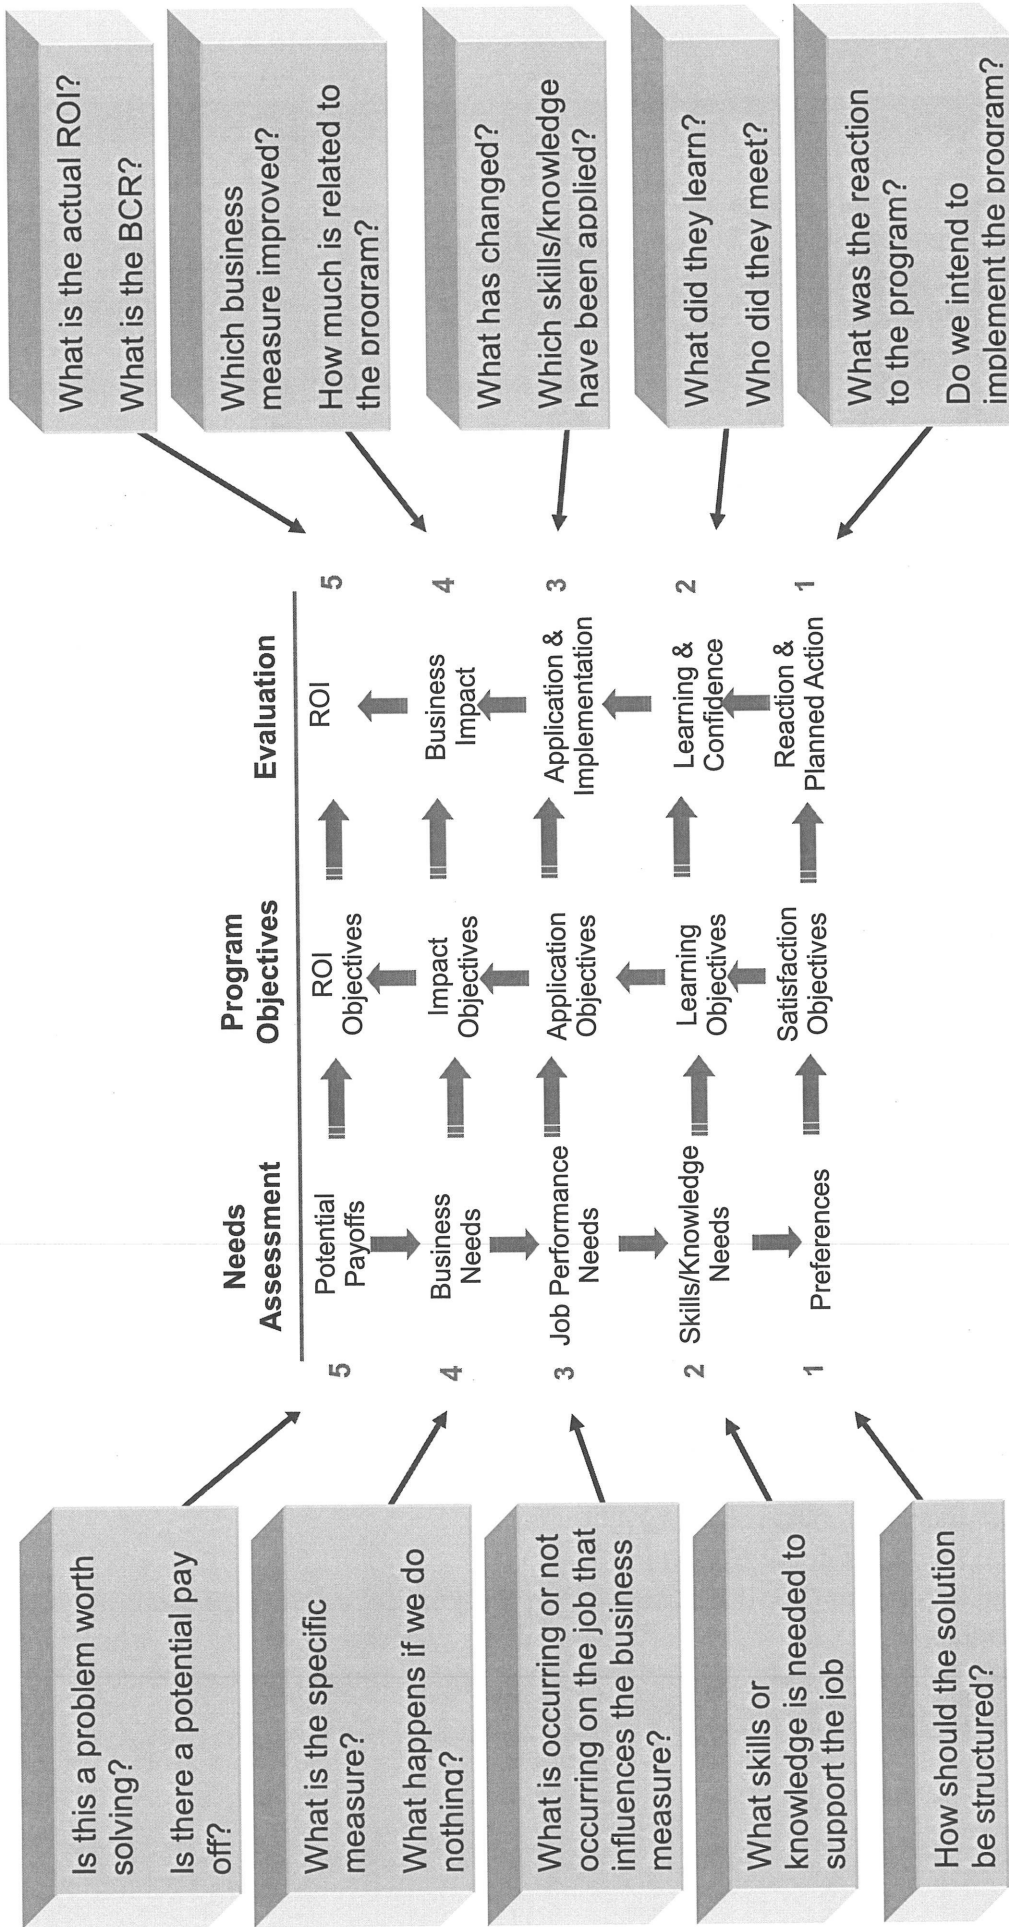 Is this a problem worth
solving?
Is there a potential pay
off?
What is the specific
measure?
What happens if we do
nothing?
What is occurring or not
occurring on the job that
influences the business
measure?
What skills or
knowledge is needed to
support the job
How should the solution
be structured?
Needs
Assessment
Program
Objectives
Evaluation
5
Potential
Payoffs
ROI
Objectives
ROI
5
4
Business
Needs
Impact
Objectives
Business
Impact
4
3
Job Performance
Needs
Application
Objectives
Application &
Implementation
3
2
Skills/Knowledge
Needs
Learning
Objectives
Learning &
Confidence
2
1
Preferences
Satisfaction
Objectives
Reaction &
Planned Action
1
What is the actual ROI?
What is the BCR?
Which business
measure improved?
How much is related to
the program?
What has changed?
Which skills/knowledge
have been applied?
What did they learn?
Who did they meet?
What was the reaction
to the program?
Do we intend to
implement the program?